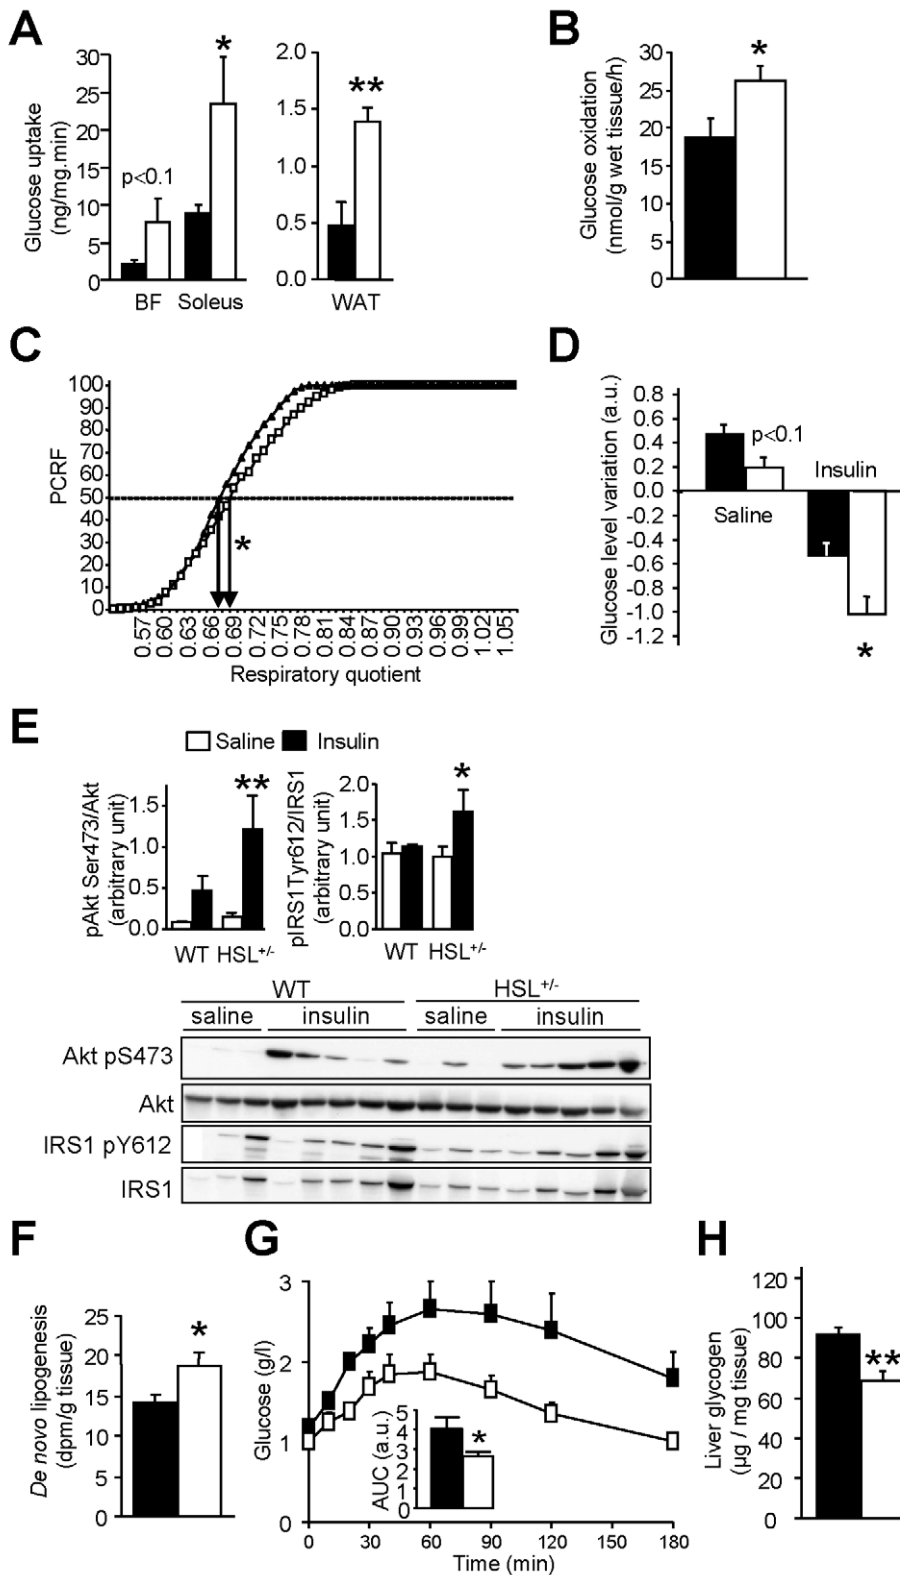 A
Glucose uptake
(ng/mg.min)
30
25
20
15
10
5
0
p<0.1
*
BF
Soleus
2.0
1.5
1.0
0.5
0.0
**
WAT
B
Glucose oxidation
(nmol/g wet tissue/h)
30
25
20
15
10
5
0
*
C
PCRF
100
90
80
70
60
50
40
30
20
10
0
*
0.57
0.60
0.63
0.66
0.69
0.72
0.75
0.78
0.81
0.84
0.87
0.90
0.93
0.96
0.99
1.02
1.05
Respiratory quotient
D
Glucose level variation (a.u.)
0.8
0.6
0.4
0.2
0.0
-0.2
-0.4
-0.6
-0.8
-1.0
-1.2
p<0.1
Insulin
Saline
*
E
Saline Insulin
pAkt Ser473/Akt
(arbitrary unit)
1.5
1.0
0.5
0.0
**
WT HSL+/-
pIRS1Tyr612/IRS1
(arbitrary unit)
2.0
1.5
1.0
0.5
0.0
*
WT HSL+/-
WT HSL+/-
saline insulin saline insulin
Akt pS473
Akt
IRS1 pY612
IRS1
F
De novo lipogenesis
(dpm/g tissue)
25
20
15
10
5
0
*
G
Glucose (g/l)
3
2
1
0
AUC (a.u.)
5
4
3
2
1
0
*
0 30 60 90 120 150 180
Time (min)
H
Liver glycogen
(µg / mg tissue)
120
100
80
60
40
20
0
**